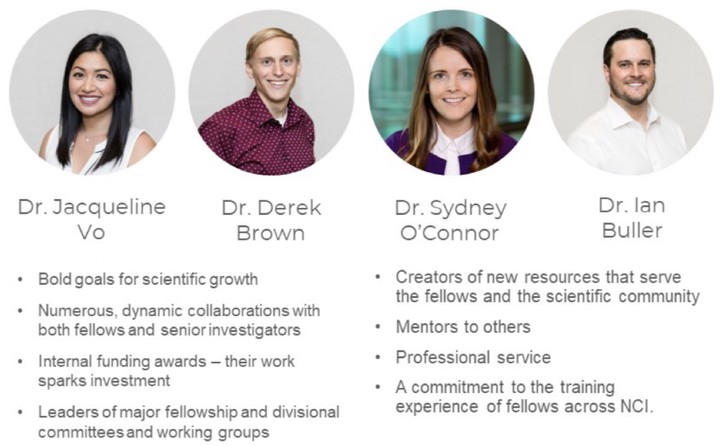 Dr. Jacqueline
Vo
Dr. Derek
Brown
Dr. Sydney
O'Connor
Dr. Ian
Buller
• Bold goals for scientific growth
• Numerous, dynamic collaborations with
both fellows and senior investigators
• Internal funding awards – their work
sparks investment
• Leaders of major fellowship and divisional
committees and working groups
• Creators of new resources that serve
the fellows and the scientific community
• Mentors to others
• Professional service
• A commitment to the training
experience of fellows across NCI.